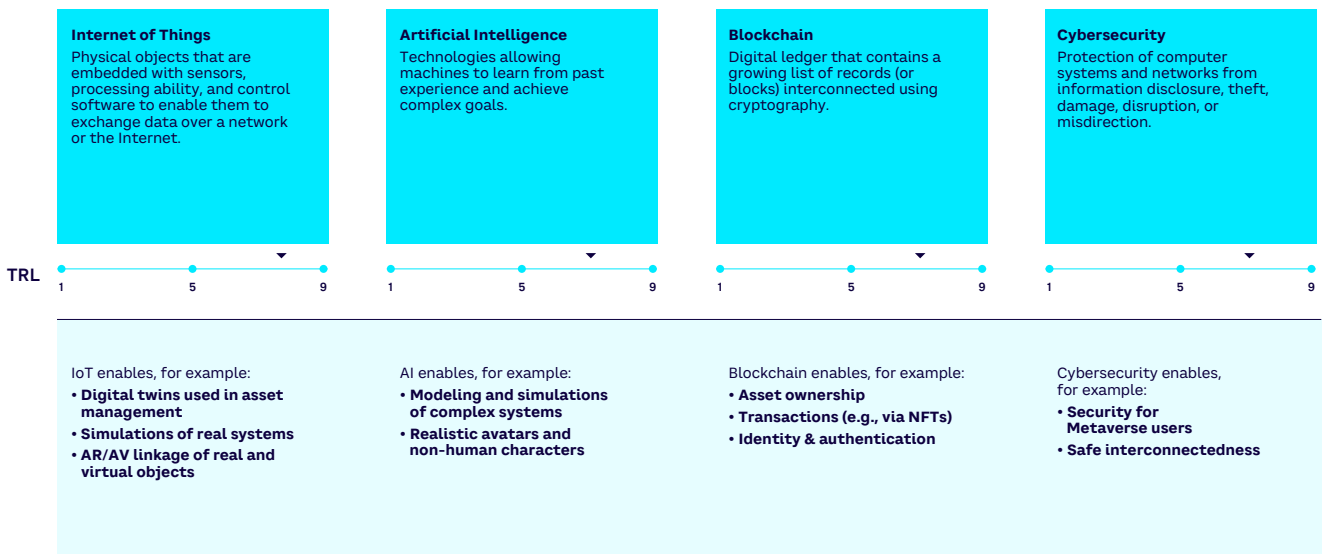 Internet of Things
Physical objects that are
embedded with sensors,
processing ability, and control
software to enable them to
exchange data over a network
or the Internet.
Artificial Intelligence
Technologies allowing
machines to learn from past
experience and achieve
complex goals.
Blockchain
Digital ledger that contains a
growing list of records (or
blocks) interconnected using
cryptography.
Cybersecurity
Protection of computer
systems and networks from
information disclosure, theft,
damage, disruption, or
misdirection.
TRL
1 5 9
1 5 9
1 5 9
1 5 9
IoT enables, for example:
• Digital twins used in asset
management
• Simulations of real systems
• AR/AV linkage of real and
virtual objects
AI enables, for example:
• Modeling and simulations
of complex systems
• Realistic avatars and
non-human characters
Blockchain enables, for example:
• Asset ownership
• Transactions (e.g., via NFTs)
• Identity & authentication
Cybersecurity enables,
for example:
• Security for
Metaverse users
• Safe interconnectedness